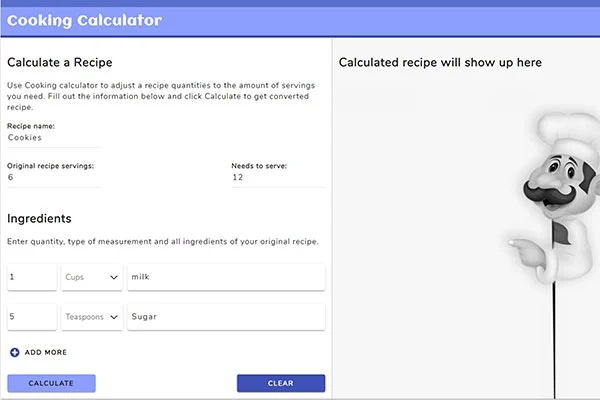 Cooking Calculator
Calculate a Recipe
Use Cooking calculator to adjust a recipe quantities to the amount of servings
you need. Fill out the information below and click Calculate to get converted
recipe.
Recipe name:
Cookies
Original recipe servings:
6
Needs to serve:
12
Ingredients
Enter quantity, type of measurement and all ingredients of your original recipe.
1 Cups milk
5 Teaspoons Sugar
ADD MORE
CALCULATE CLEAR
Calculated recipe will show up here